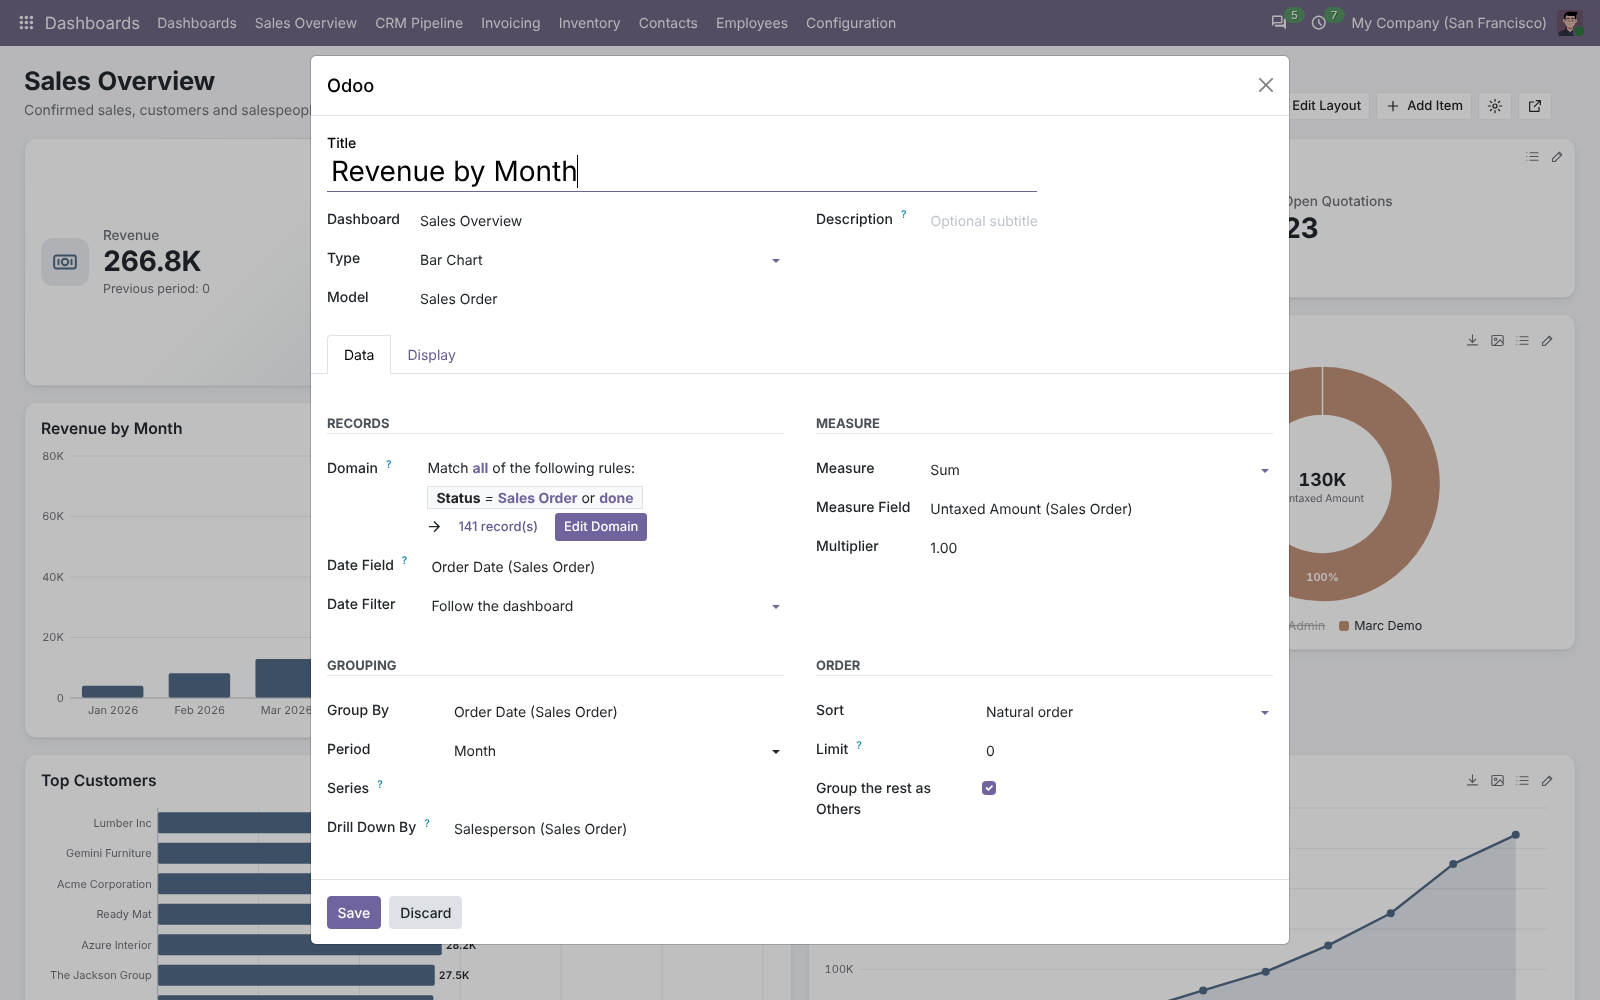 Dashboards Dashboards Sales Overview CRM Pipeline Invoicing Inventory Contacts Employees Configuration 5 7 My Company (San Francisco)
Sales Overview
Confirmed sales, customers and
Edit Layout Add Item
Odoo
Title
Revenue by Month
Dashboard Sales Overview
Description ? Optional subtitle
Type Bar Chart
Model Sales Order
Data Display
RECORDS
Domain ? Match all of the following rules:
Status = Sales Order or done
141 record(s) Edit Domain
Date Field ? Order Date (Sales Order)
Date Filter Follow the dashboard
MEASURE
Measure Sum
Measure Field Untaxed Amount (Sales Order)
Multiplier 1.00
GROUPING
Group By Order Date (Sales Order)
Period Month
Series ?
Drill Down By ? Salesperson (Sales Order)
ORDER
Sort Natural order
Limit ? 0
Group the rest as
Others
Save Discard
Revenue
266.8K
Previous period: 0
Open Quotations
23
Revenue by Month
80K
60K
40K
20K
0
Jan 2026 Feb 2026 Mar 2026
130K
Untaxed Amount
100%
Admin Marc Demo
Top Customers
Lumber Inc
Gemini Furniture
Acme Corporation
Ready Mat
Azure Interior 28.2K
The Jackson Group 27.5K
100K